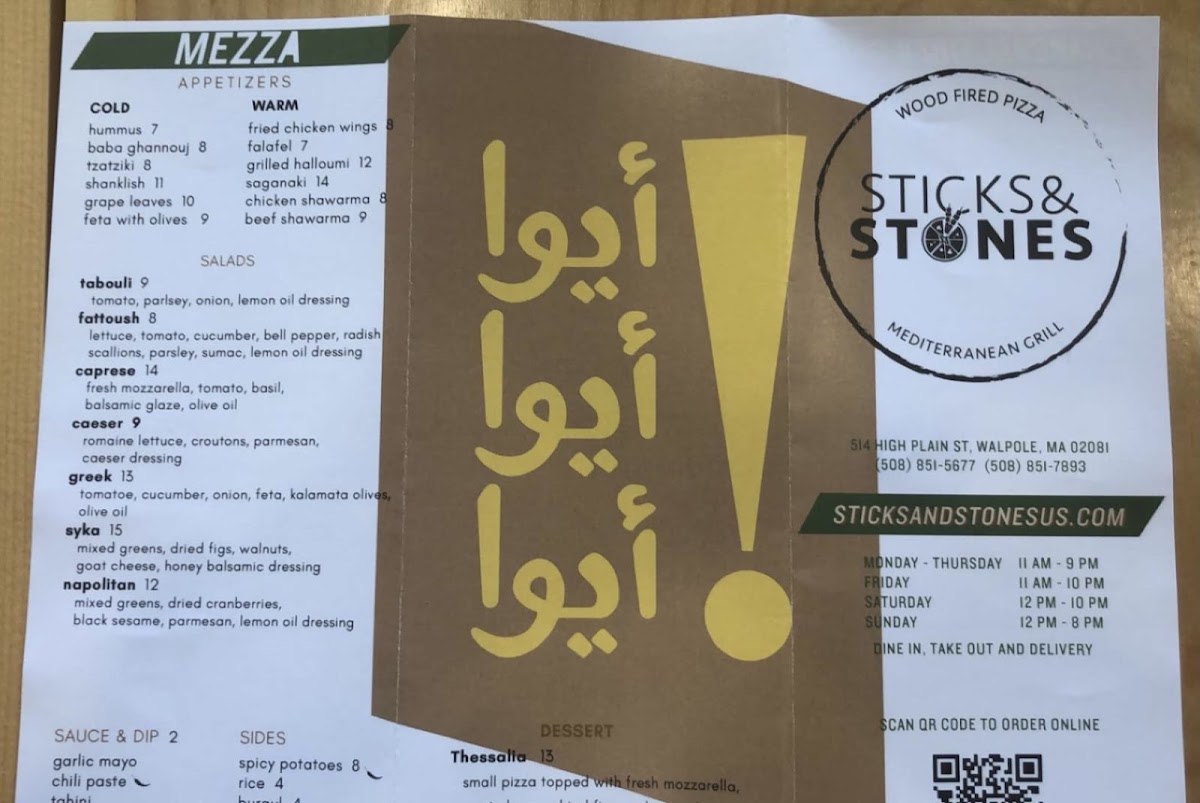 MEZZA
APPETIZERS
COLD
hummus 7
baba ghannouj 8
tzatziki 8
shanklish 11
grape leaves 10
feta with olives 9
WARM
fried chicken wings 8
falafel 7
grilled halloumi 12
saganaki 14
chicken shawarma 8
beef shawarma 9
SALADS
tabouli 9
tomato, parlsey, onion, lemon oil dressing
fattoush 8
lettuce, tomato, cucumber, bell pepper, radish
scallions, parsley, sumac, lemon oil dressing
caprese 14
fresh mozzarella, tomato, basil,
balsamic glaze, olive oil
caeser 9
romaine lettuce, croutons, parmesan,
caeser dressing
greek 13
tomatoe, cucumber, onion, feta, kalamata olives,
olive oil
syka 15
mixed greens, dried figs, walnuts,
goat cheese, honey balsamic dressing
napolitan 12
mixed greens, dried cranberries,
black sesame, parmesan, lemon oil dressing
SAUCE & DIP 2
garlic mayo
chili paste
tahini
SIDES
spicy potatoes 8
rice 4
أيوا
أيوا
أيوا
!
DESSERT
Thessalia 13
small pizza topped with fresh mozzarella,
WOOD FIRED PIZZA
STICKS&
STONES
MEDITERRANEAN GRILL
514 HIGH PLAIN ST, WALPOLE, MA 02081
(508) 851-5677 (508) 851-7893
STICKSANDSTONESUS.COM
MONDAY - THURSDAY 11 AM - 9 PM
FRIDAY 11 AM - 10 PM
SATURDAY 12 PM - 10 PM
SUNDAY 12 PM - 8 PM
DINE IN, TAKE OUT AND DELIVERY
SCAN QR CODE TO ORDER ONLINE